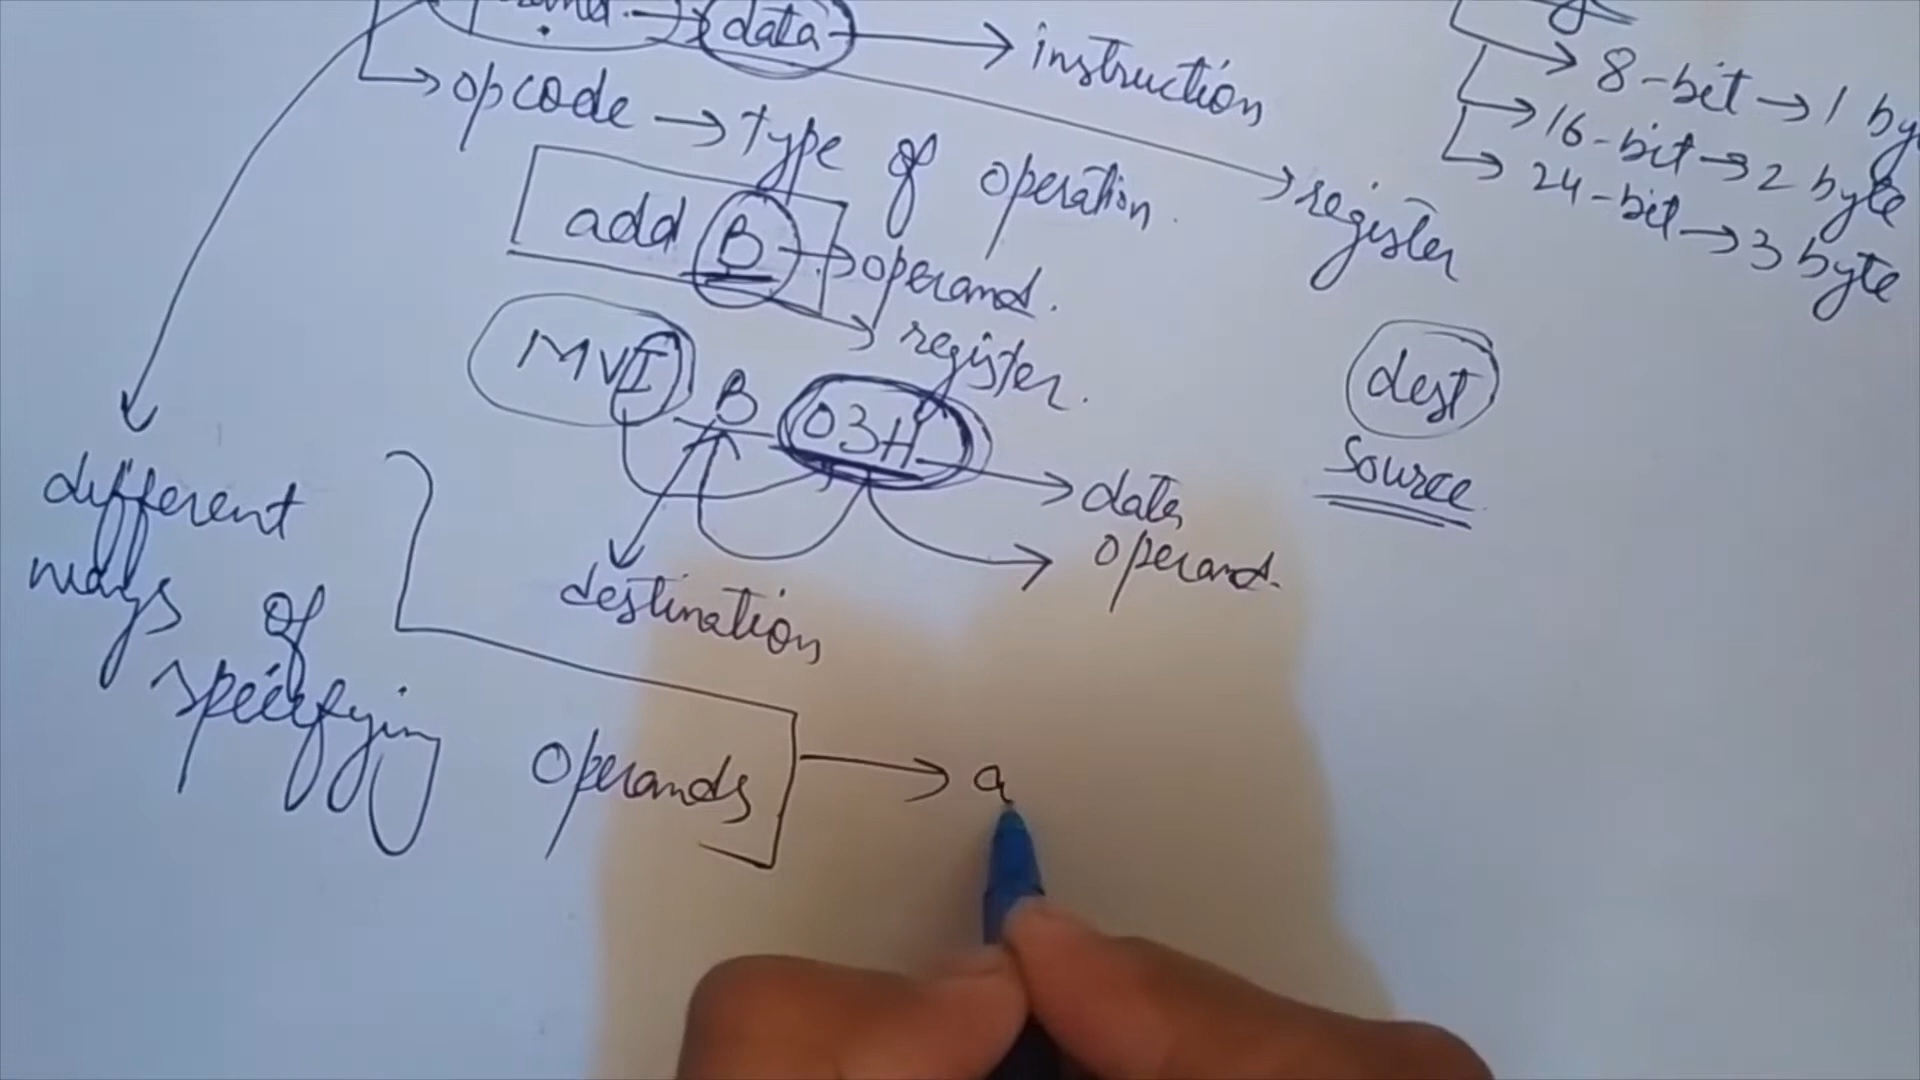 data → instruction
8-bit → 1 by
opcode → type of operation.
16-bit → 2 byte
register
24-bit → 3 byte
add B → operand.
register.
MVI B 03H
dest
source
data
operand.
destination
different
ways of
specifying
operands → a